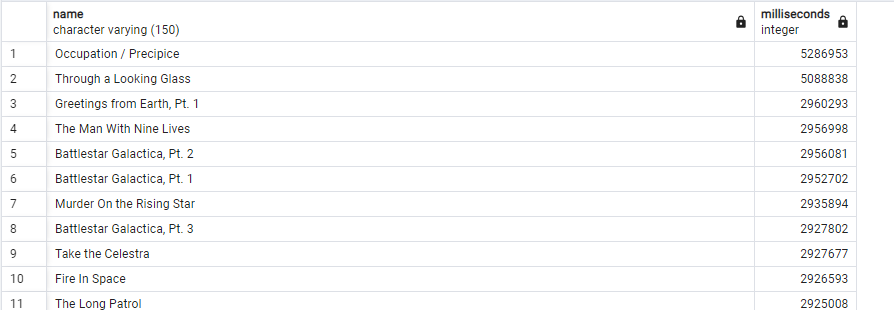 name milliseconds
character varying (150) integer
1 Occupation / Precipice 5286953
2 Through a Looking Glass 5088838
3 Greetings from Earth, Pt. 1 2960293
4 The Man With Nine Lives 2956998
5 Battlestar Galactica, Pt. 2 2956081
6 Battlestar Galactica, Pt. 1 2952702
7 Murder On the Rising Star 2935894
8 Battlestar Galactica, Pt. 3 2927802
9 Take the Celestra 2927677
10 Fire In Space 2926593
11 The Long Patrol 2925008